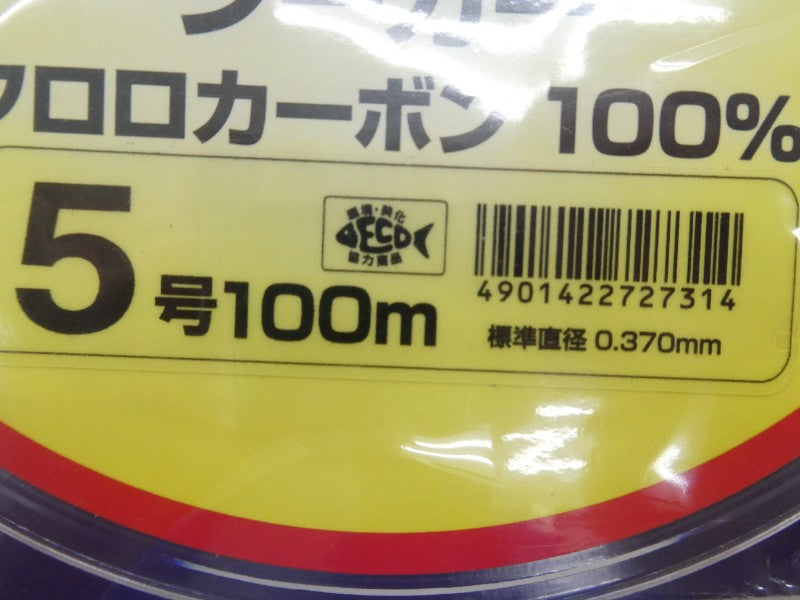 フロロカーボン 100%
5号100m
環境・美化
ECO
協力商品
4901422727314
標準直径 0.370mm